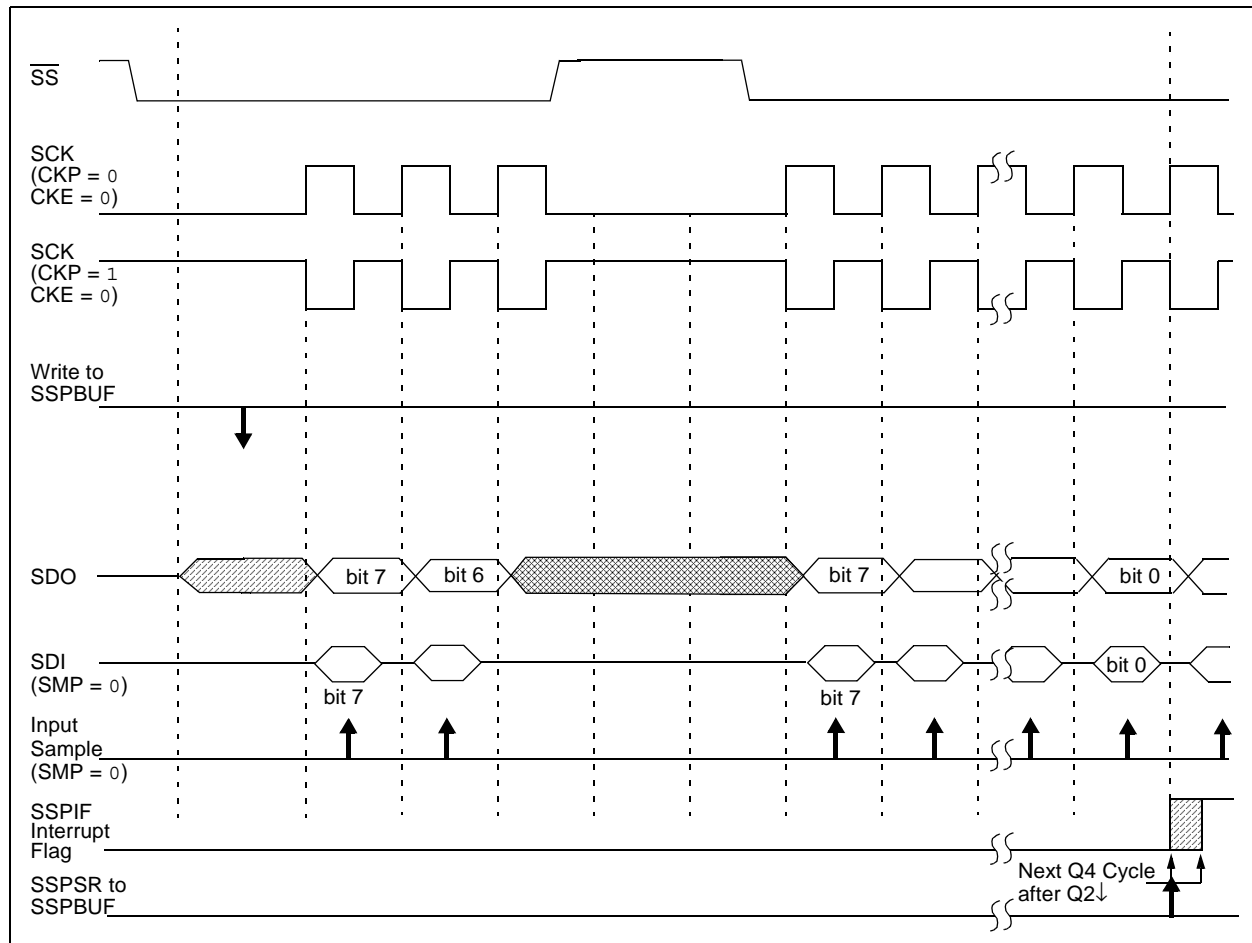 SS
SCK
(CKP = 0
CKE = 0)
SCK
(CKP = 1
CKE = 0)
Write to
SSPBUF
SDO
bit 7
bit 6
bit 7
bit 0
SDI
(SMP = 0)
bit 7
bit 7
bit 0
Input
Sample
(SMP = 0)
SSPIF
Interrupt
Flag
SSPSR to
SSPBUF
Next Q4 Cycle
after Q2↓